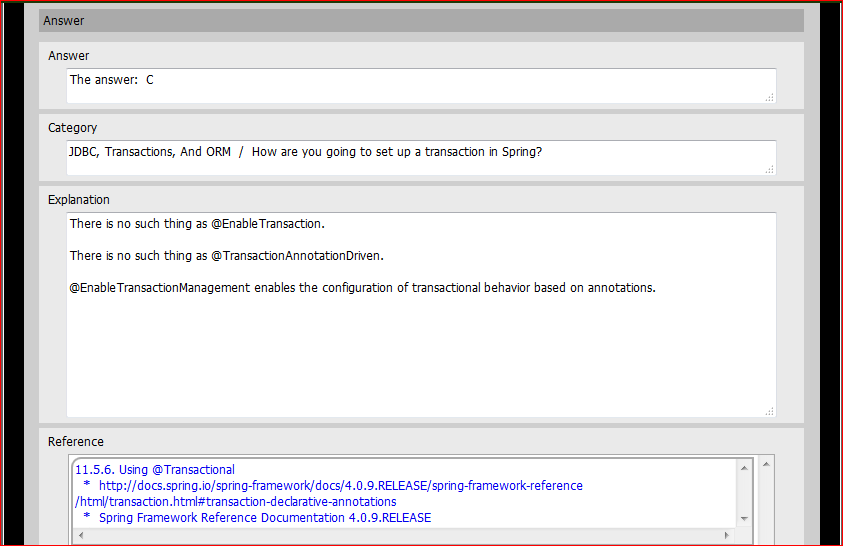 Answer
Answer
The answer:  C
Category
JDBC, Transactions, And ORM  /  How are you going to set up a transaction in Spring?
Explanation
There is no such thing as @EnableTransaction.
There is no such thing as @TransactionAnnotationDriven.
@EnableTransactionManagement enables the configuration of transactional behavior based on annotations.
Reference
11.5.6. Using @Transactional
*  http://docs.spring.io/spring-framework/docs/4.0.9.RELEASE/spring-framework-reference
/html/transaction.html#transaction-declarative-annotations
*  Spring Framework Reference Documentation 4.0.9.RELEASE